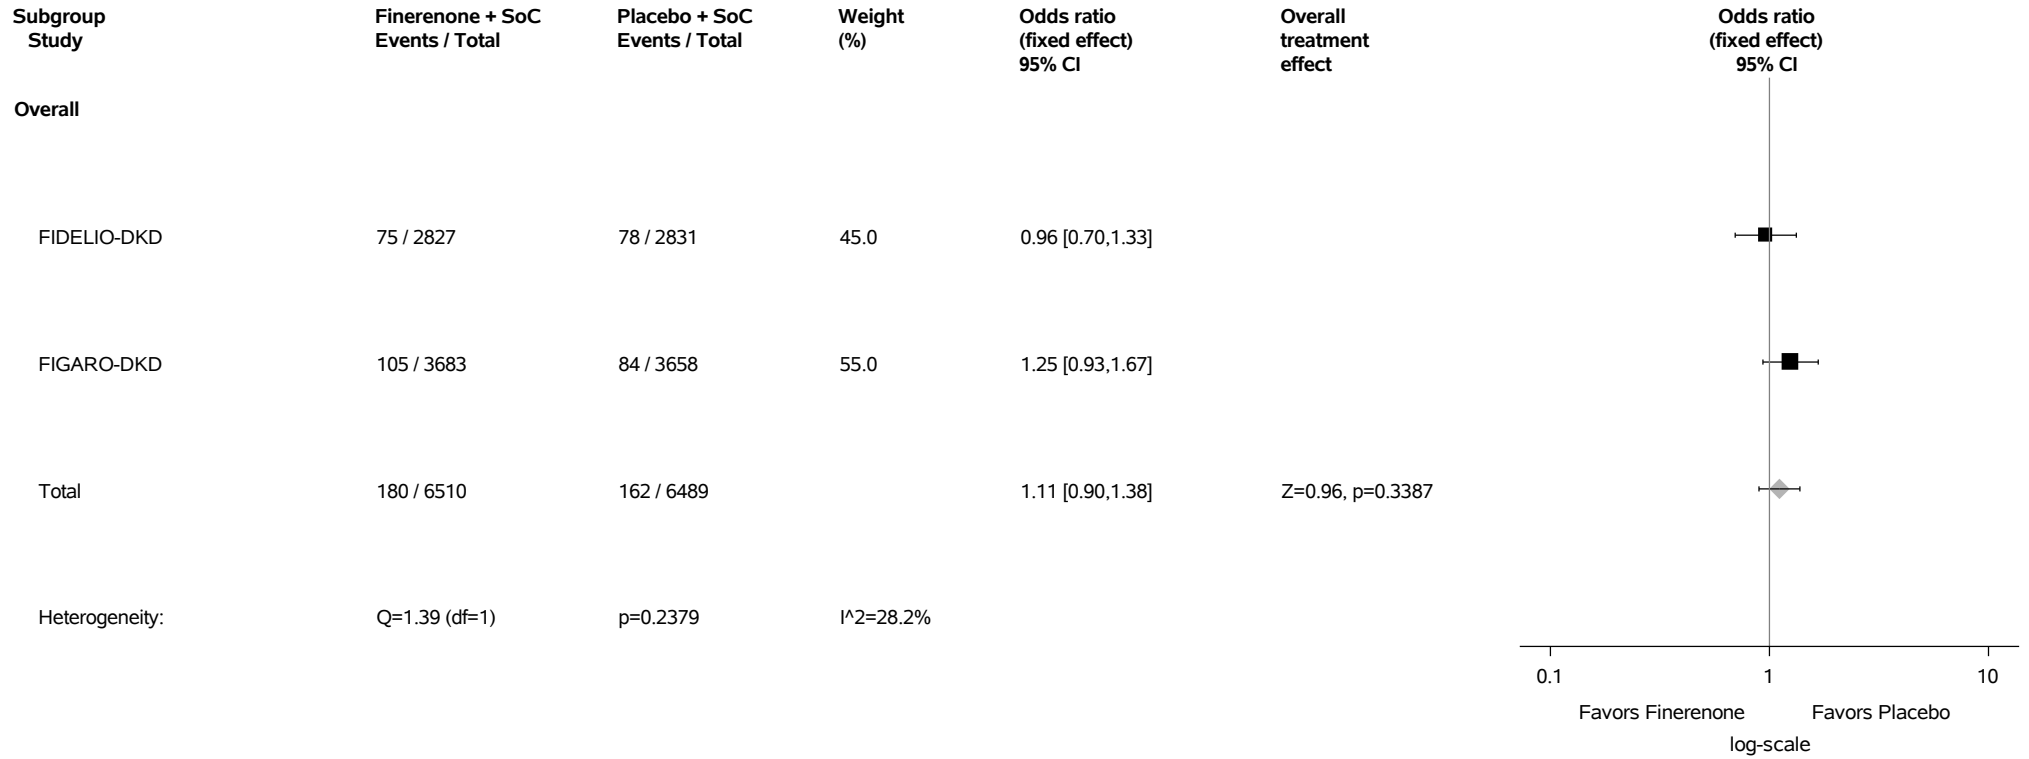 Subgroup Finerenone + SoC Placebo + SoC Weight Odds ratio Overall Odds ratio
Study Events / Total Events / Total (%) (fixed effect) treatment (fixed effect)
95% CI effect 95% CI
Overall
FIDELIO-DKD 75 / 2827 78 / 2831 45.0 0.96 [0.70,1.33]
FIGARO-DKD 105 / 3683 84 / 3658 55.0 1.25 [0.93,1.67]
Total 180 / 6510 162 / 6489 1.11 [0.90,1.38] Z=0.96, p=0.3387
Heterogeneity: Q=1.39 (df=1) p=0.2379 I^2=28.2%
0.1 1 10
Favors Finerenone Favors Placebo
log-scale